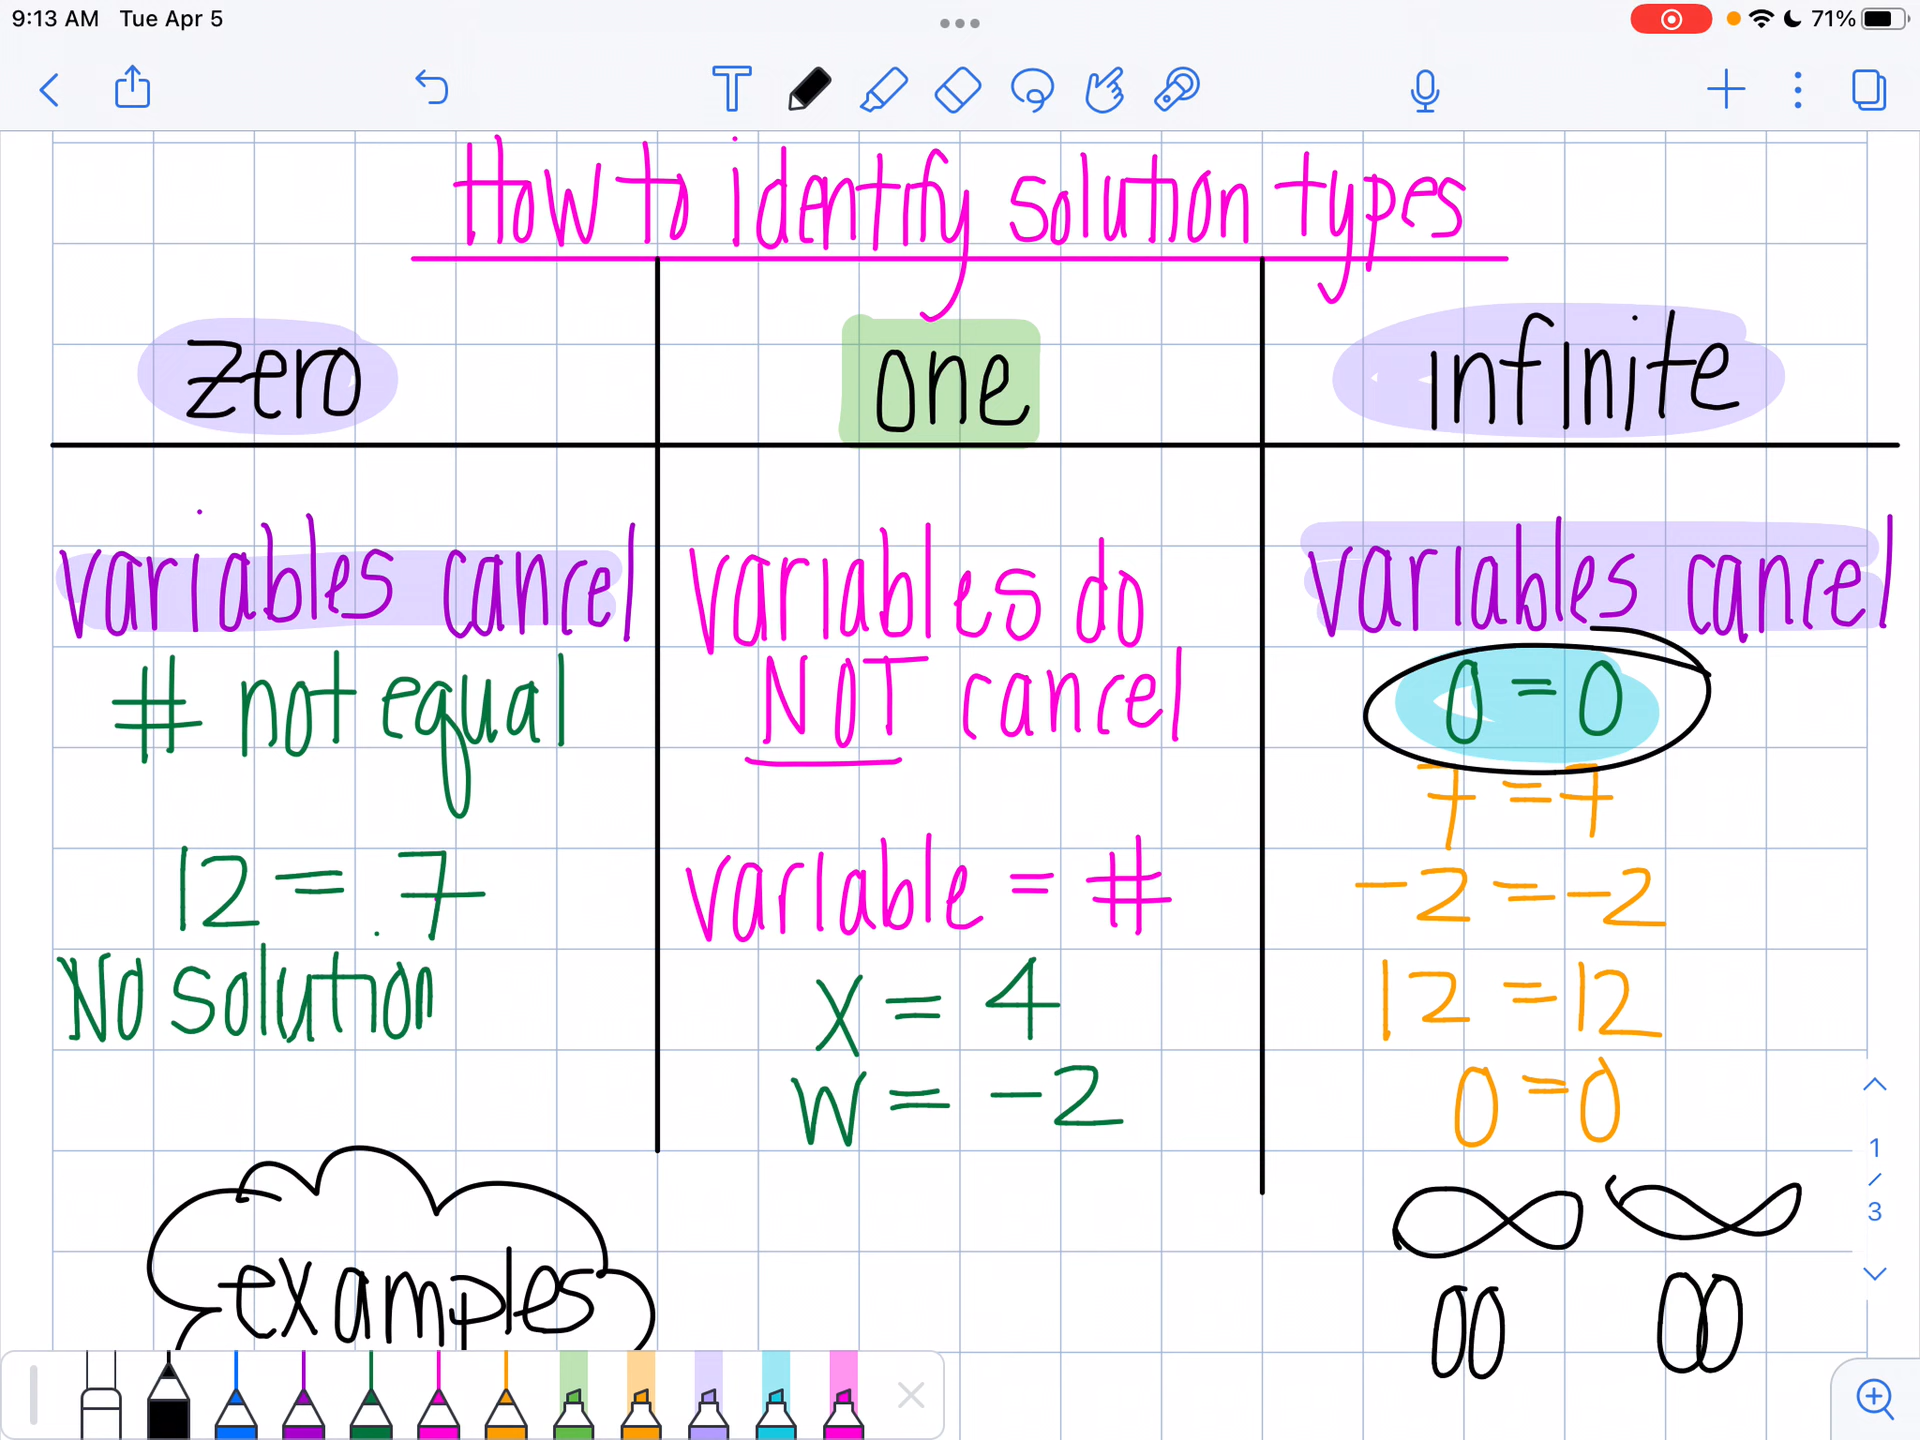 9:13 AM Tue Apr 5
71%
How to identify solution types
zero
one
infinite
variables cancel
# not equal
12 = 7
No solution
variables do
NOT cancel
variable = #
x = 4
w = -2
variables cancel
0 = 0
7 = 7
-2 = -2
12 = 12
0 = 0
∞ ∞
00 00
examples
1
/
3